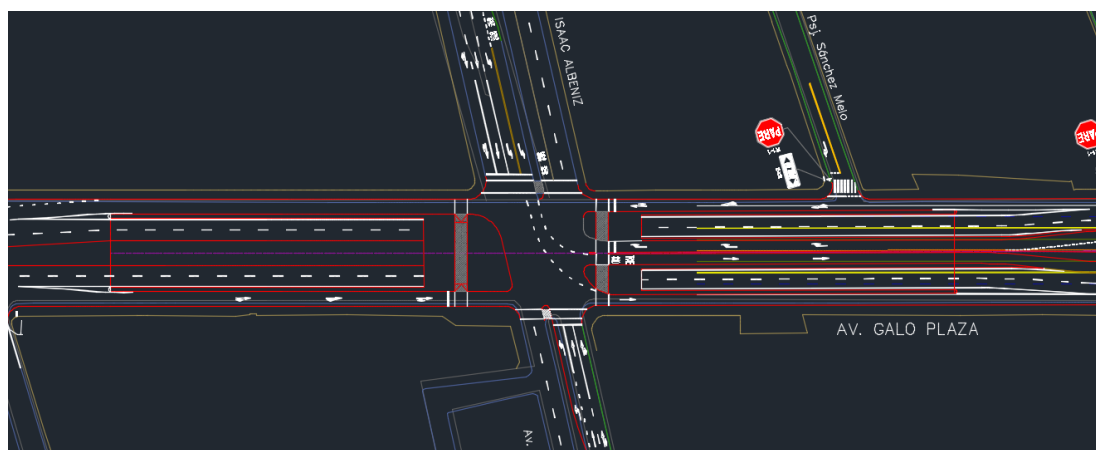 ISAAC ALBENIZ
Psj Sánchez Melo
PARE
PARE
AV. GALO PLAZA
Av.